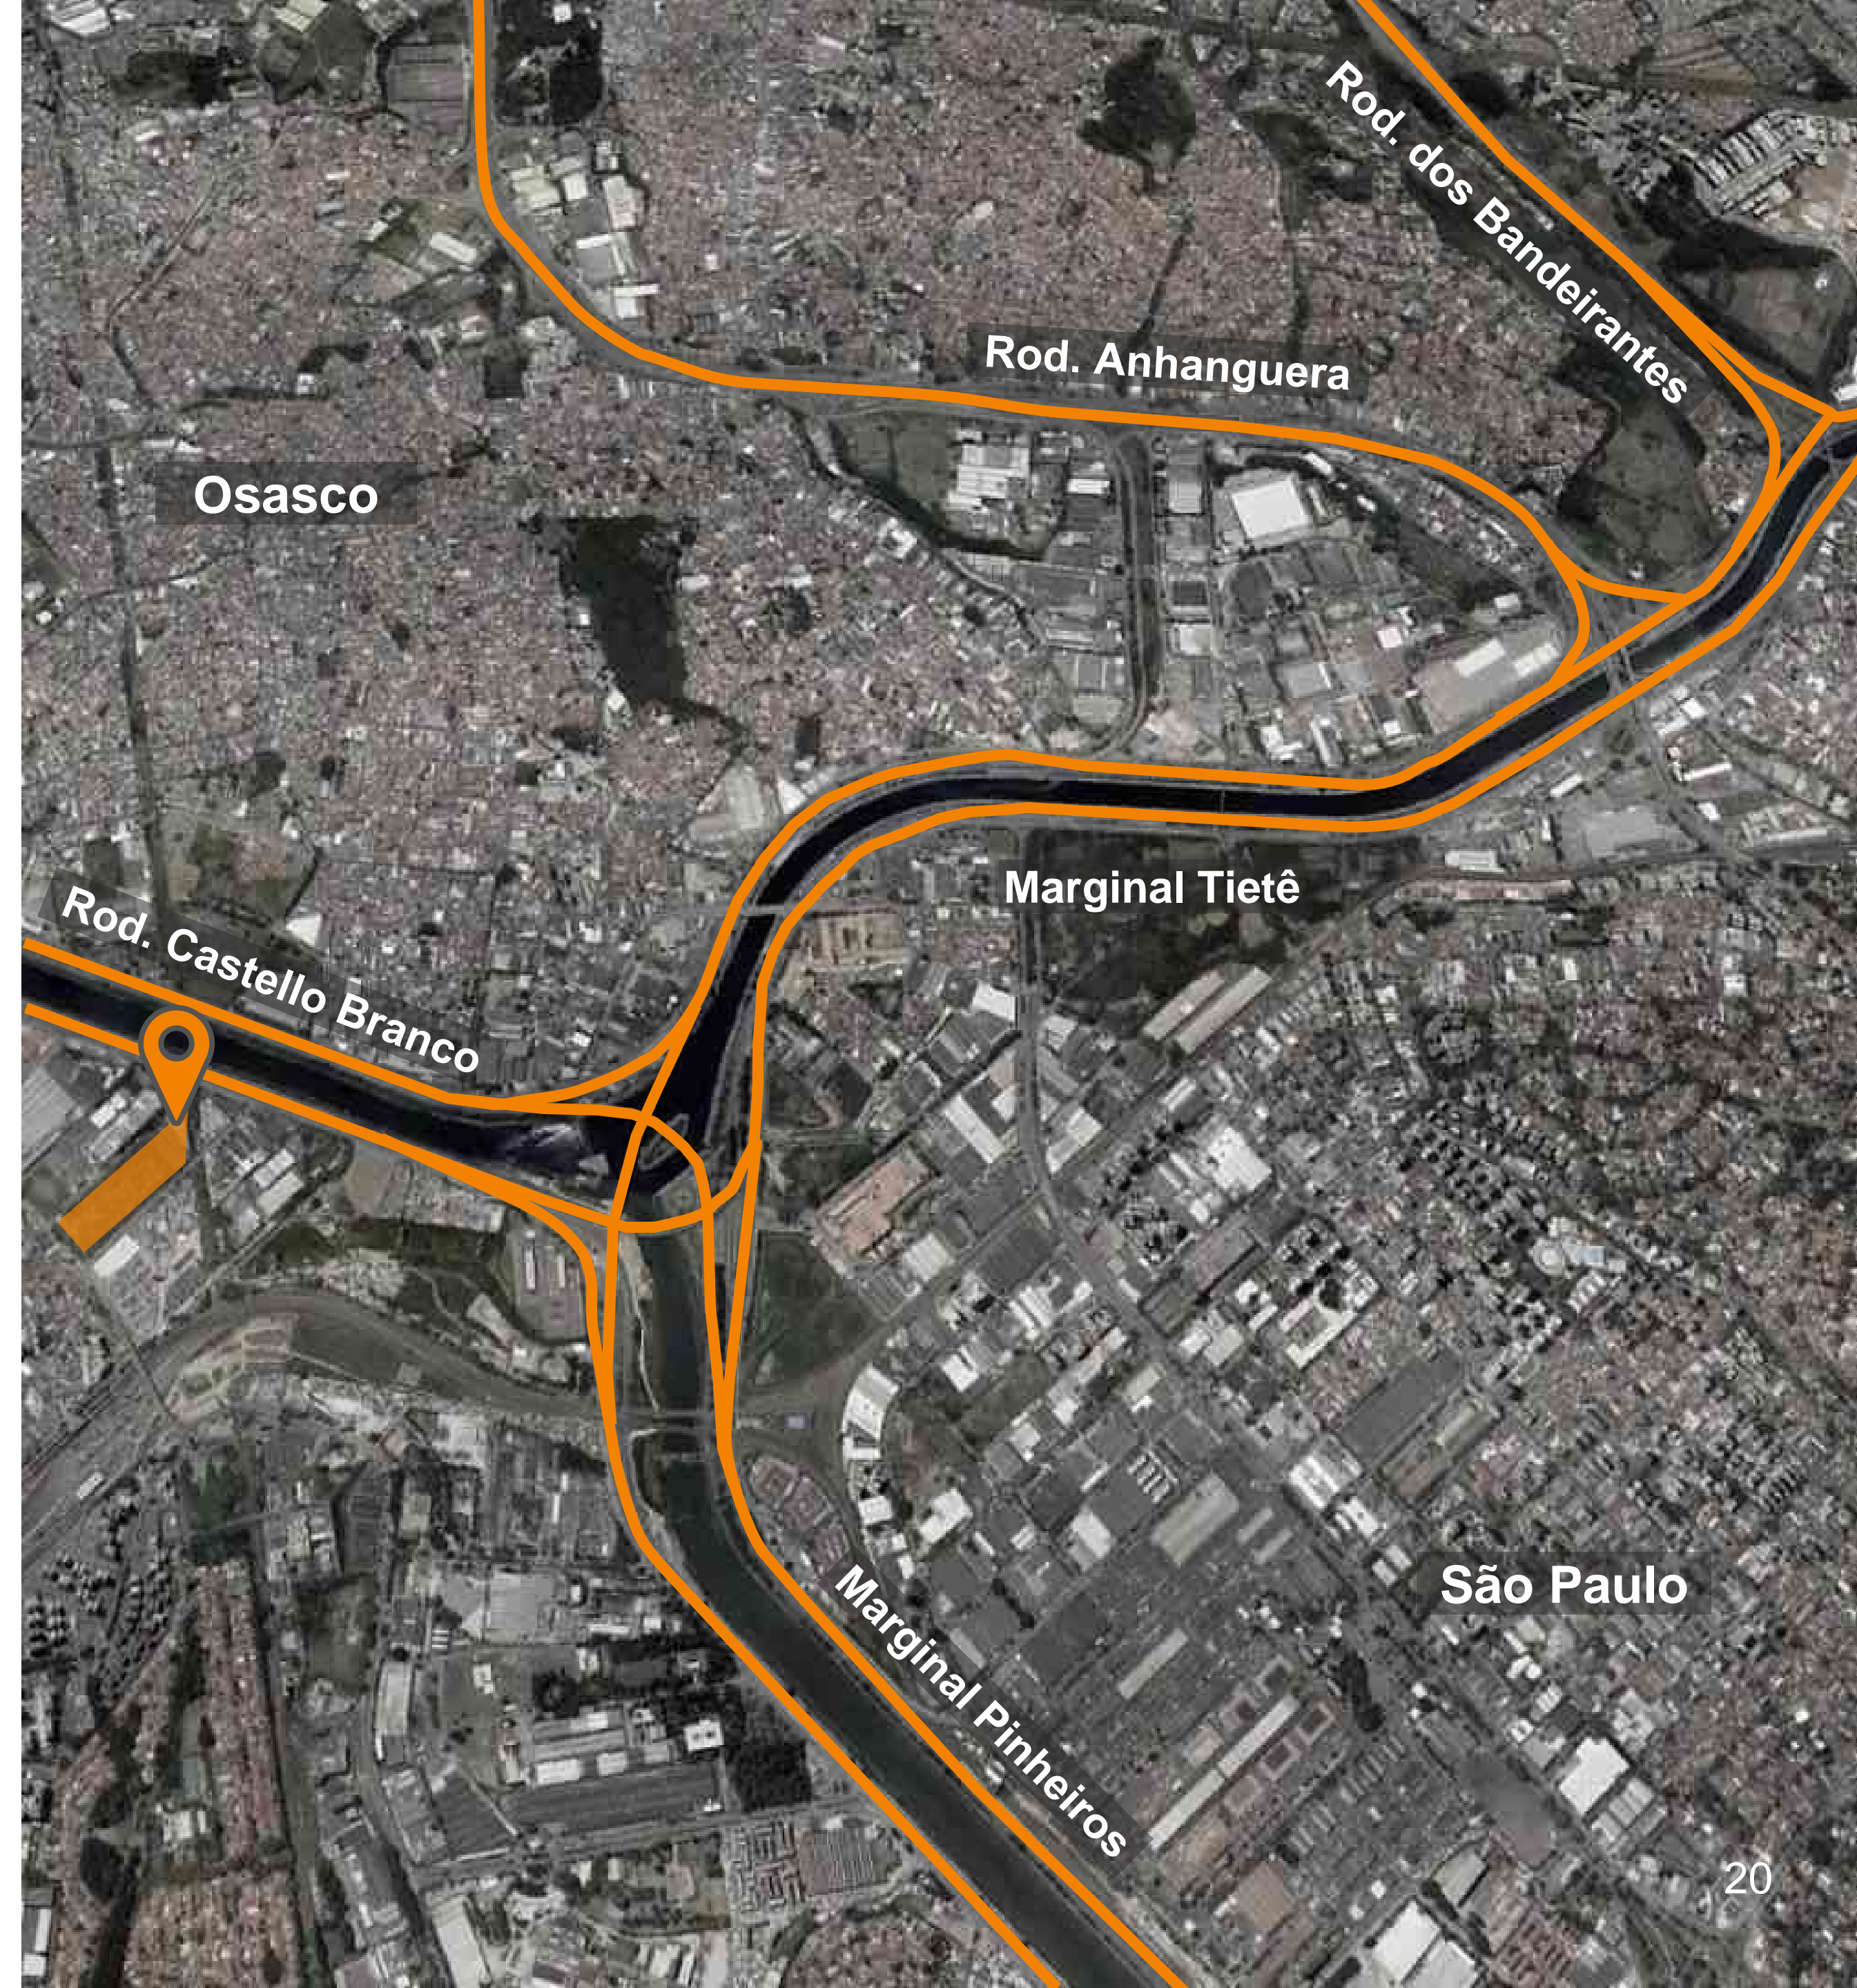 Rod. dos Bandeirantes
Rod. Anhanguera
Osasco
Marginal Tietê
Rod. Castello Branco
São Paulo
Marginal Pinheiros
20